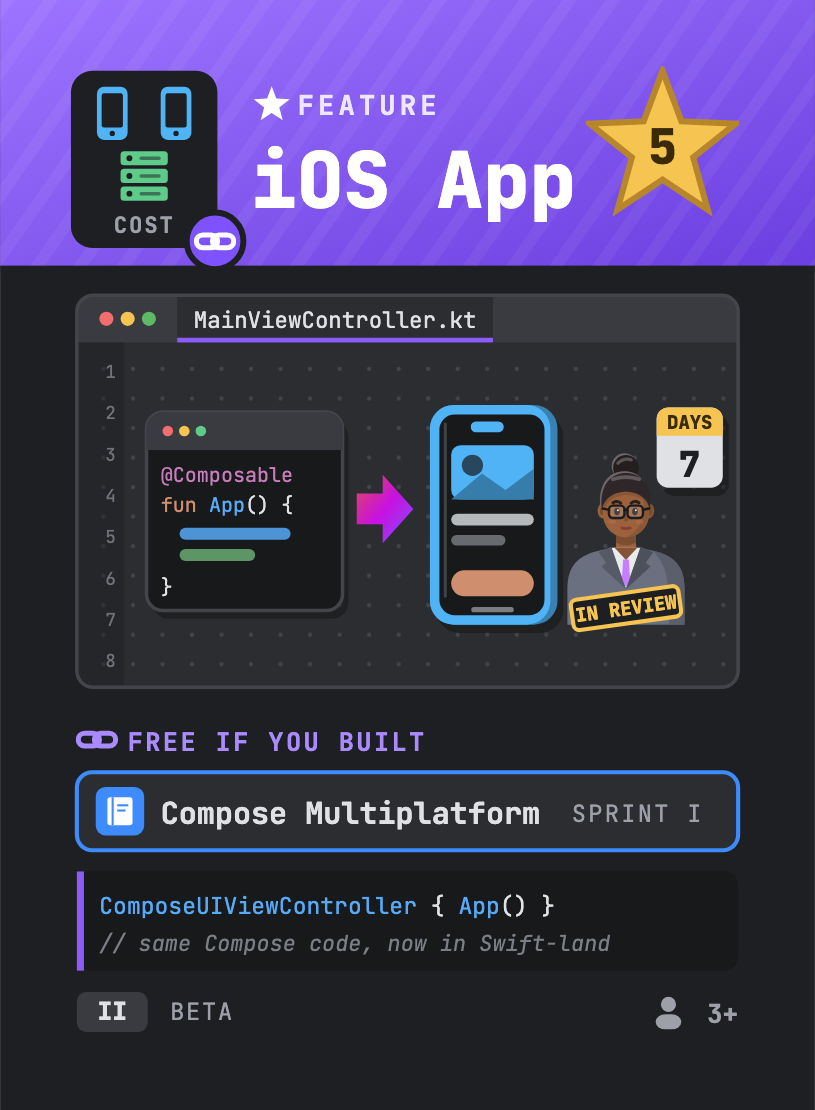 FEATURE
iOS App
5
COST
MainViewController.kt
1
2
3
4
5
6
7
8
@Composable
fun App() {
}
DAYS
7
IN REVIEW
FREE IF YOU BUILT
Compose Multiplatform SPRINT I
ComposeUIViewController { App() }
// same Compose code, now in Swift-land
II BETA 3+